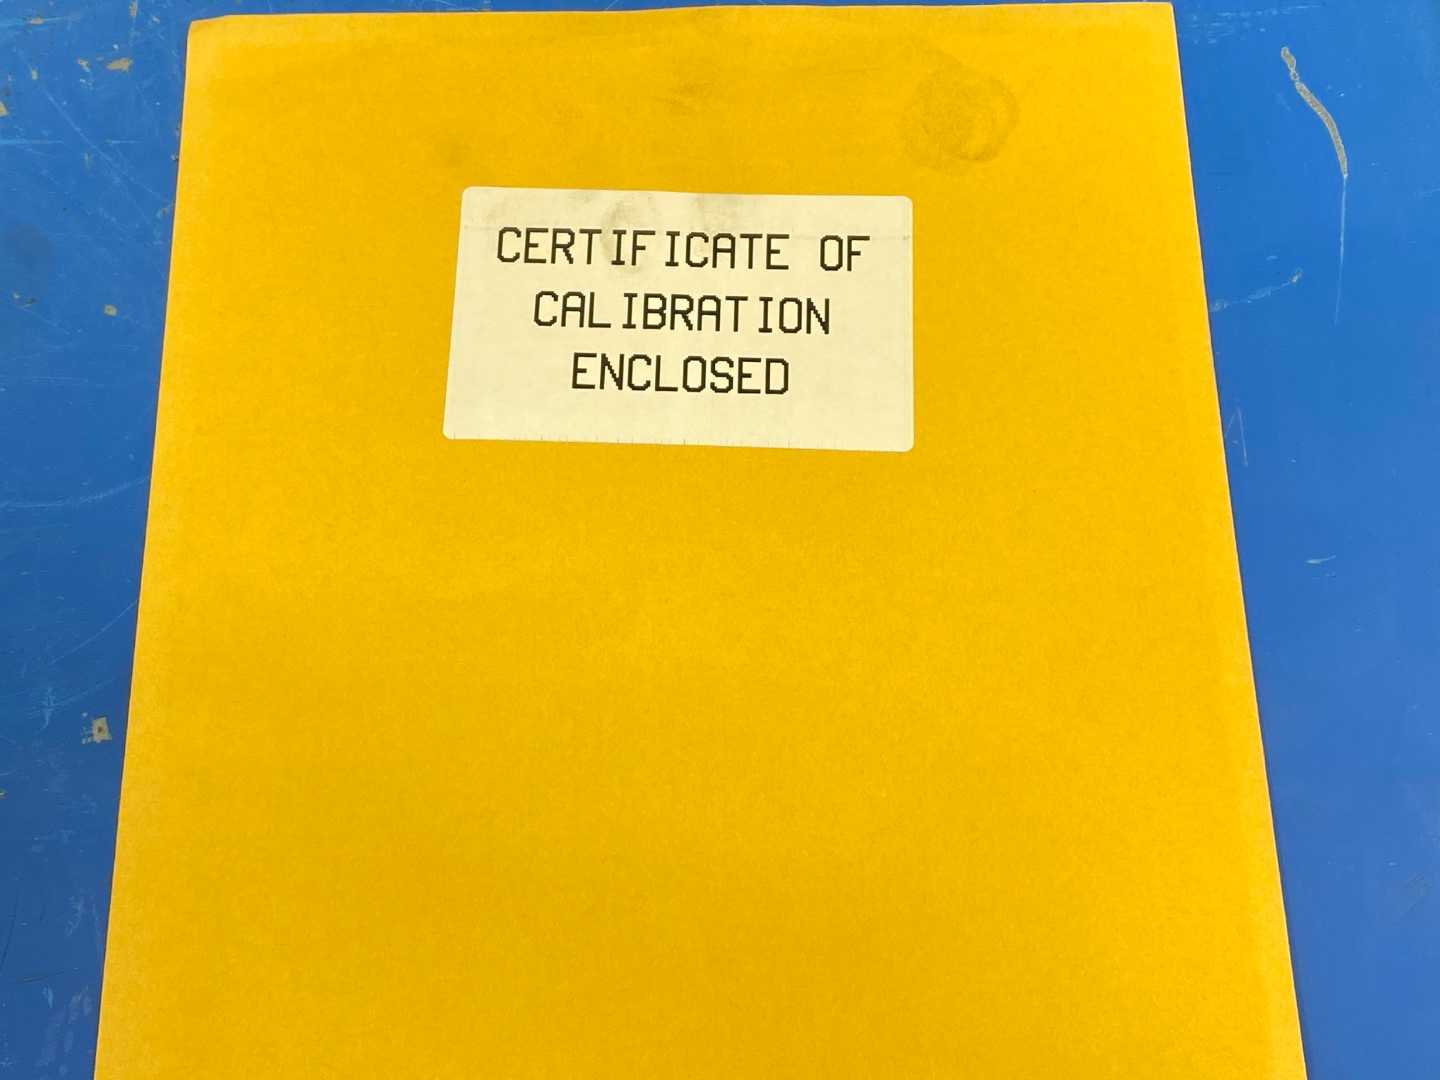 CERTIFICATE OF
CALIBRATION
ENCLOSED